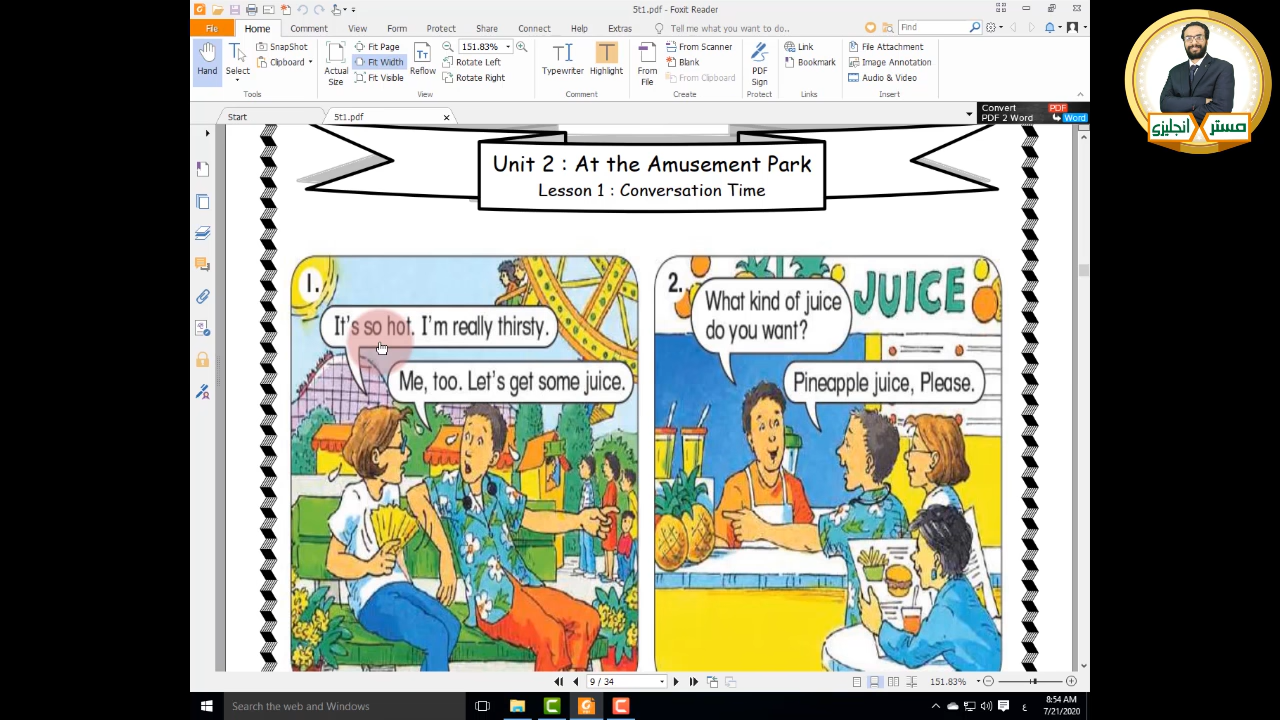 5t1.pdf - Foxit Reader
File Home Comment View Form Protect Share Connect Help Extras Tell me what you want to do.. Find
Hand
Select
SnapShot
Clipboard
Tools
Actual Size
Fit Page
Fit Width
Fit Visible
Reflow
151.83%
Rotate Left
Rotate Right
View
Typewriter
Highlight
Comment
From File
From Scanner
Blank
From Clipboard
Create
PDF Sign
Protect
Link
Bookmark
Links
File Attachment
Image Annotation
Audio & Video
Insert
مستر X انجليزي
Start
5t1.pdf
Convert PDF
PDF 2 Word Word
Unit 2 : At the Amusement Park
Lesson 1 : Conversation Time
1.
It's so hot. I'm really thirsty.
Me, too. Let's get some juice.
2.
JUICE
What kind of juice
do you want?
Pineapple juice, Please.
9 / 34
151.83%
Search the web and Windows
ع
8:54 AM
7/21/2020